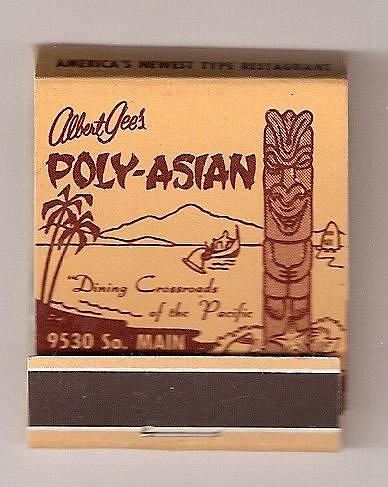 AMERICA'S NEWEST TYPE RESTAURANT
Albert Gee's
POLY-ASIAN
"Dining Crossroads
of the Pacific
9530 So. MAIN